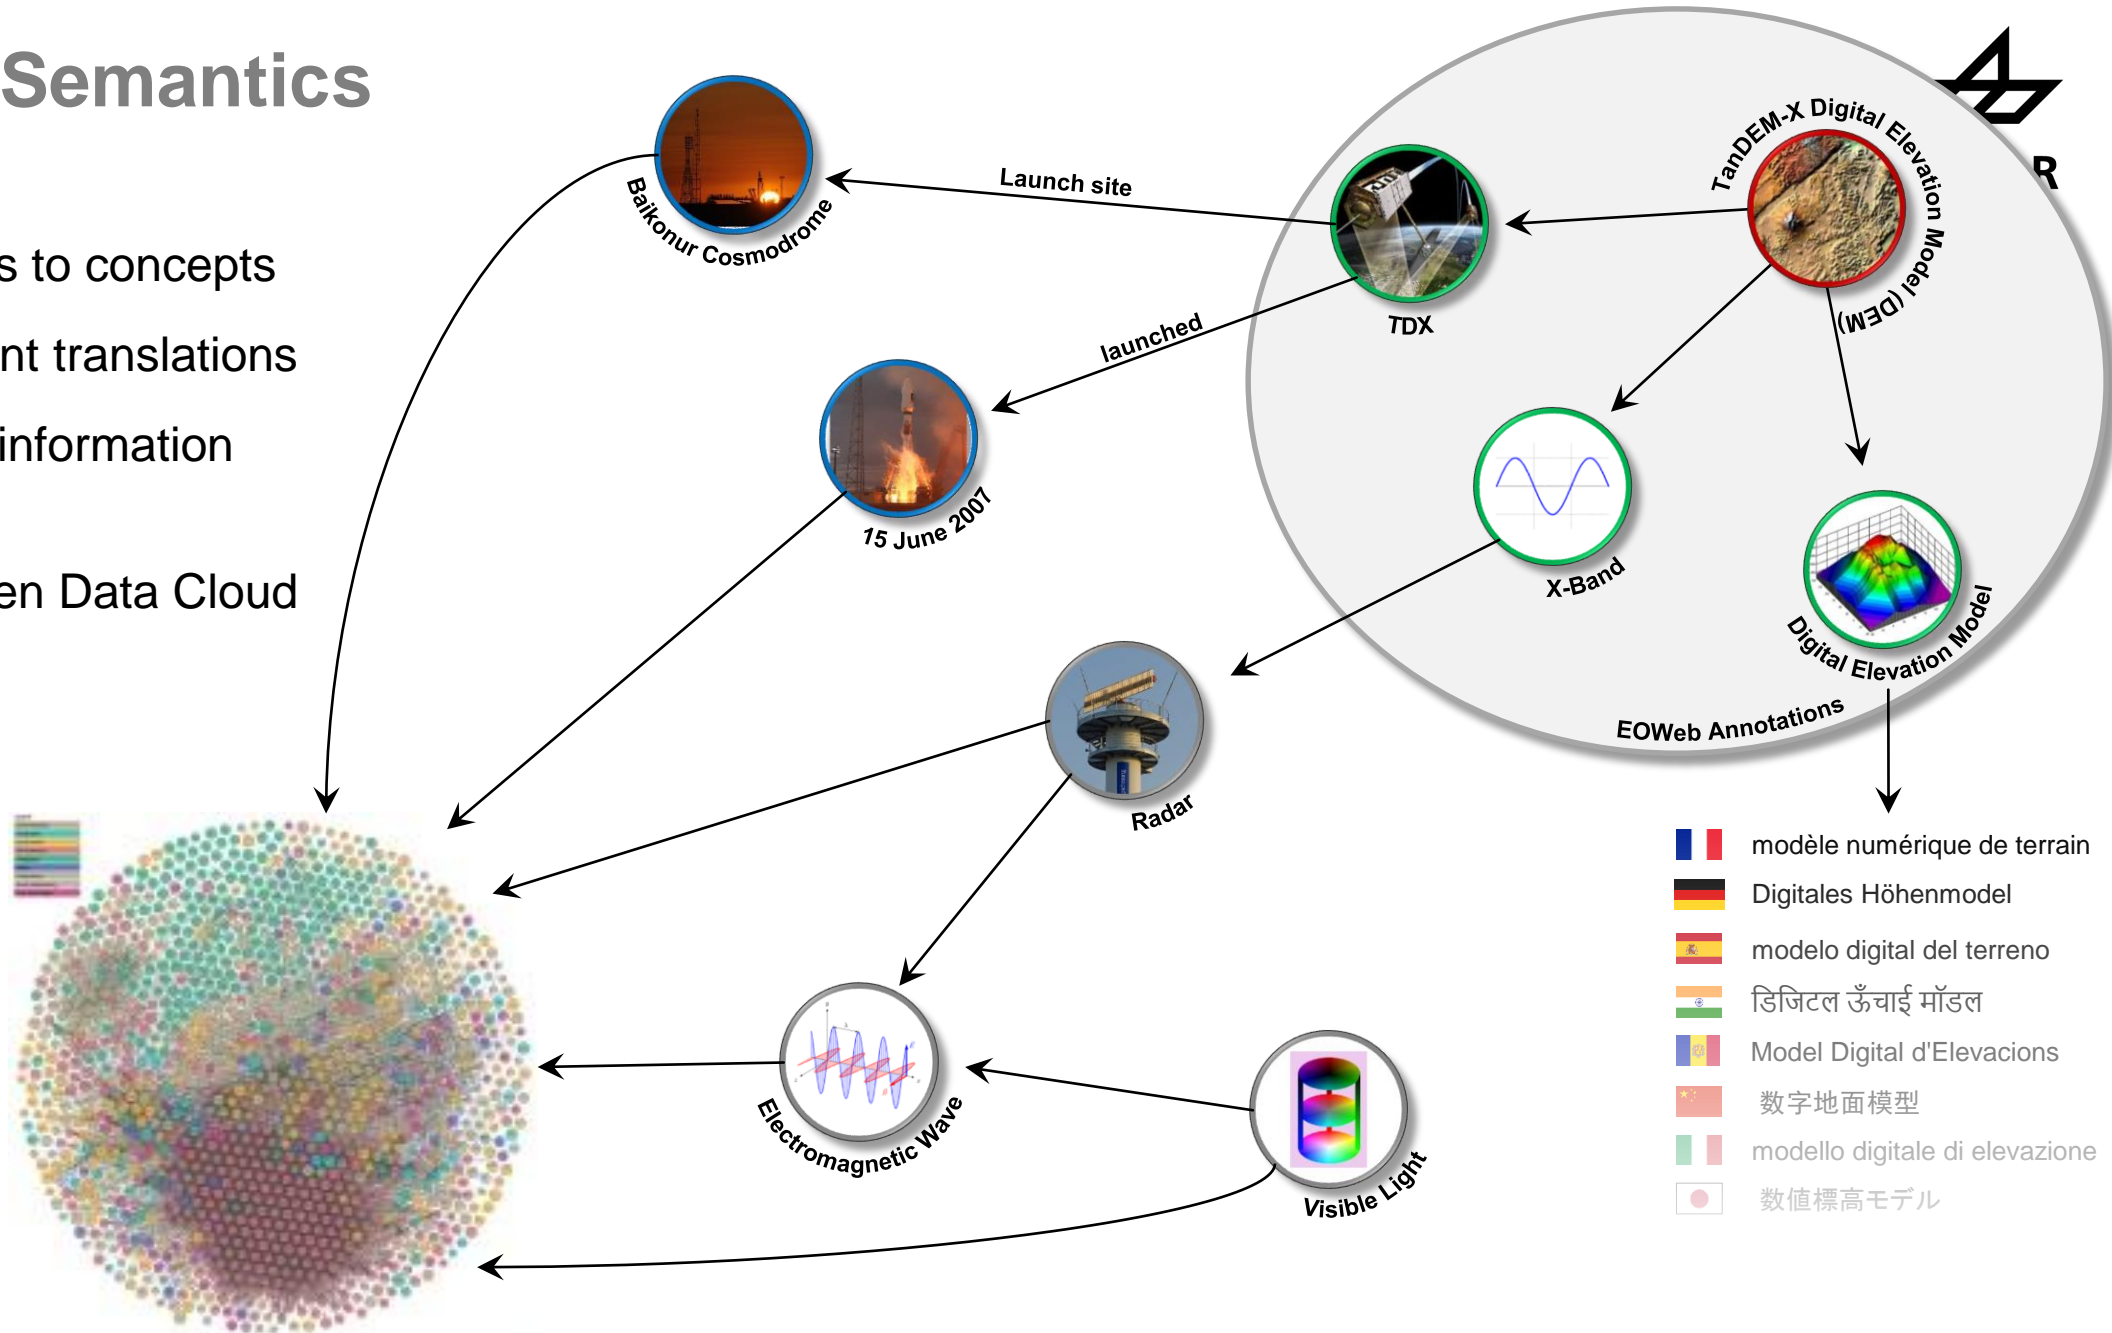 Semantics
s to concepts
nt translations
information
en Data Cloud
Baikonur Cosmodrome
Launch site
launched
15 June 2007
TDX
TanDEM-X Digital Elevation Model (DEM)
R
X-Band
Digital Elevation Model
EOWeb Annotations
Radar
Electromagnetic Wave
Visible Light
modèle numérique de terrain
Digitales Höhenmodel
modelo digital del terreno
डिजिटल ऊँचाई मॉडल
Model Digital d'Elevacions
数字地面模型
modello digitale di elevazione
数値標高モデル